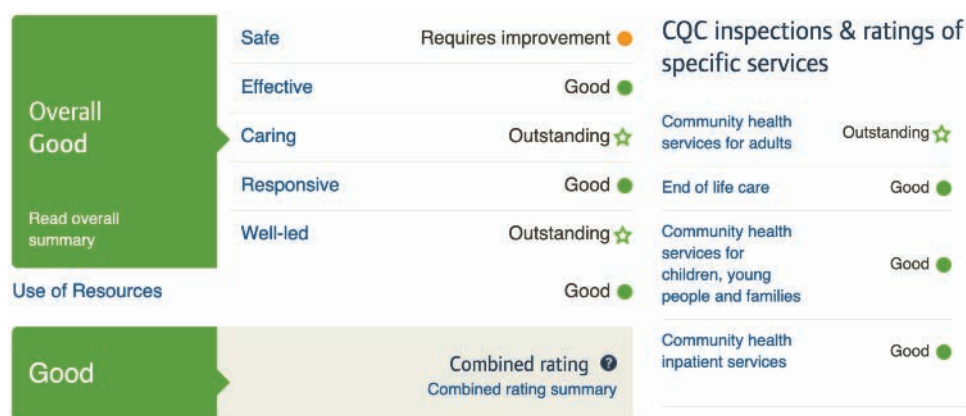 Overall
Good
Read overall
summary
Safe Requires improvement
Effective Good
Caring Outstanding
Responsive Good
Well-led Outstanding
Use of Resources Good
Good
Combined rating ?
Combined rating summary
CQC inspections & ratings of
specific services
Community health
services for adults
Outstanding
End of life care Good
Community health
services for
children, young
people and families
Good
Community health
inpatient services
Good